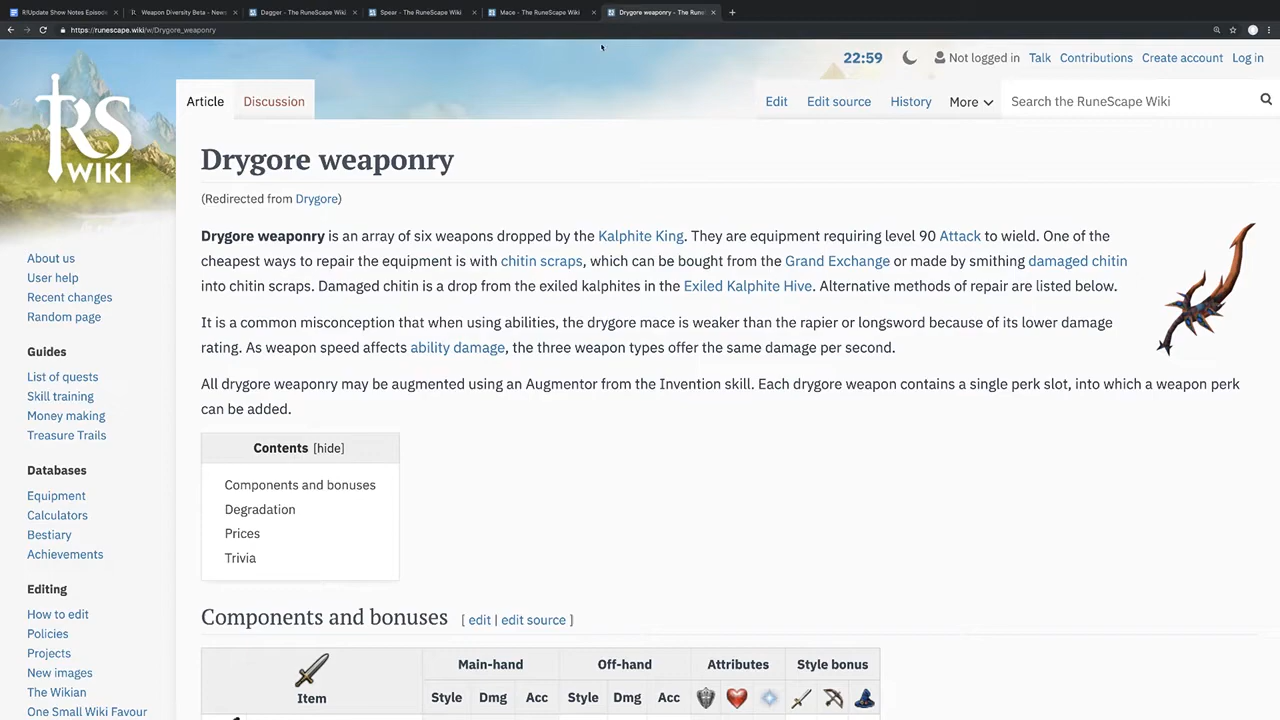 R/Update Show Notes Episod
Weapon Diversity Beta - News
Dagger - The RuneScape Wiki
Spear - The RuneScape Wiki
Mace - The RuneScape Wiki
Drygore weaponry - The Run
https://runescape.wiki/w/Drygore_weaponry
22:59
Not logged in Talk Contributions Create account Log in
RS WIKI
Article Discussion Edit Edit source History More Search the RuneScape Wiki
Drygore weaponry
(Redirected from Drygore)
Drygore weaponry is an array of six weapons dropped by the Kalphite King. They are equipment requiring level 90 Attack to wield. One of the
cheapest ways to repair the equipment is with chitin scraps, which can be bought from the Grand Exchange or made by smithing damaged chitin
into chitin scraps. Damaged chitin is a drop from the exiled kalphites in the Exiled Kalphite Hive. Alternative methods of repair are listed below.
It is a common misconception that when using abilities, the drygore mace is weaker than the rapier or longsword because of its lower damage
rating. As weapon speed affects ability damage, the three weapon types offer the same damage per second.
All drygore weaponry may be augmented using an Augmentor from the Invention skill. Each drygore weapon contains a single perk slot, into which a weapon perk
can be added.
Contents [hide]
Components and bonuses
Degradation
Prices
Trivia
Components and bonuses [ edit | edit source ]
Item
Main-hand Off-hand Attributes Style bonus
Style Dmg Acc Style Dmg Acc
About us
User help
Recent changes
Random page
Guides
List of quests
Skill training
Money making
Treasure Trails
Databases
Equipment
Calculators
Bestiary
Achievements
Editing
How to edit
Policies
Projects
New images
The Wikian
One Small Wiki Favour